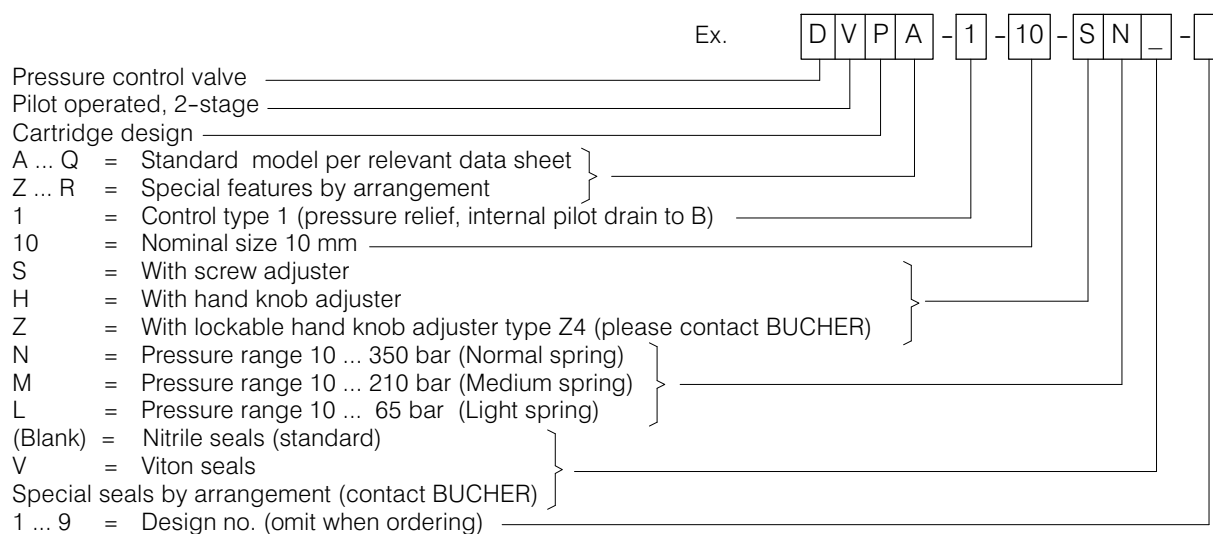 Ex. D V P A - 1 - 10 - S N _ -
Pressure control valve
Pilot operated, 2-stage
Cartridge design
A ... Q = Standard model per relevant data sheet
Z ... R = Special features by arrangement
1 = Control type 1 (pressure relief, internal pilot drain to B)
10 = Nominal size 10 mm
S = With screw adjuster
H = With hand knob adjuster
Z = With lockable hand knob adjuster type Z4 (please contact BUCHER)
N = Pressure range 10 ... 350 bar (Normal spring)
M = Pressure range 10 ... 210 bar (Medium spring)
L = Pressure range 10 ... 65 bar (Light spring)
(Blank) = Nitrile seals (standard)
V = Viton seals
Special seals by arrangement (contact BUCHER)
1 ... 9 = Design no. (omit when ordering)